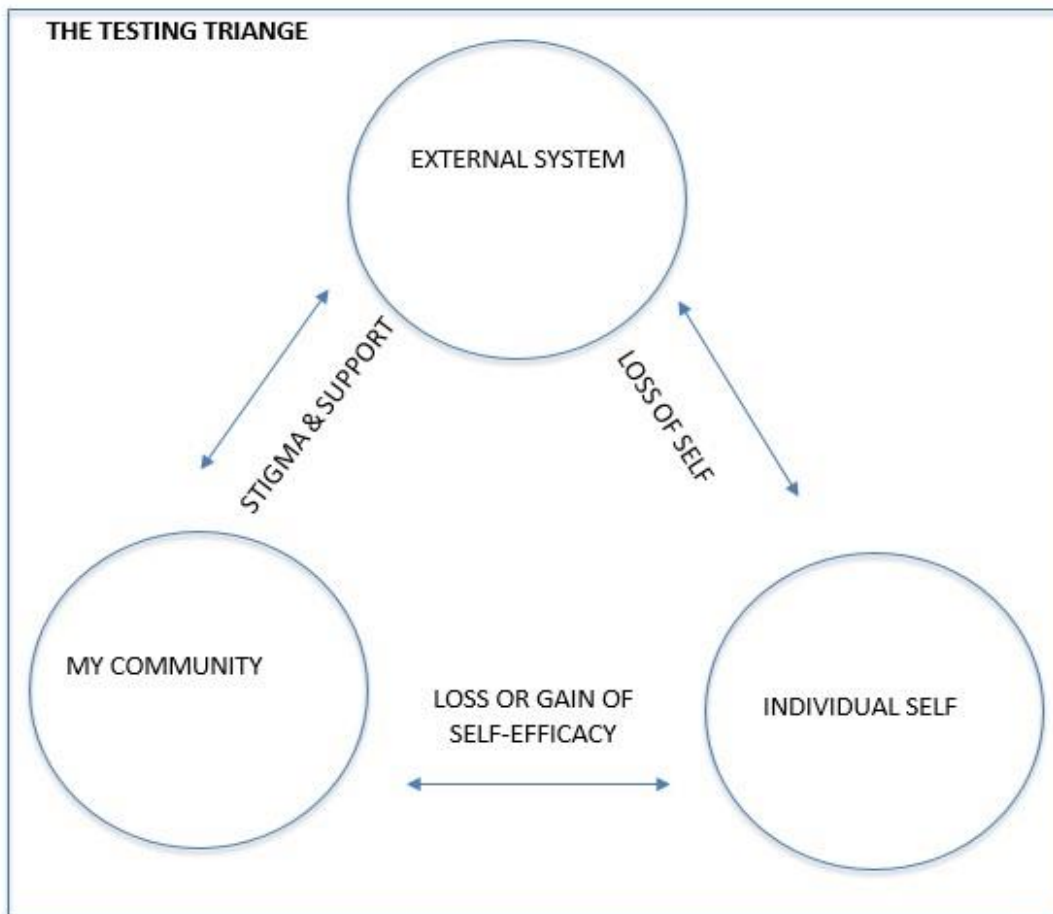 THE TESTING TRIANGE
EXTERNAL SYSTEM
STIGMA & SUPPORT
LOSS OF SELF
MY COMMUNITY
LOSS OR GAIN OF
SELF-EFFICACY
INDIVIDUAL SELF